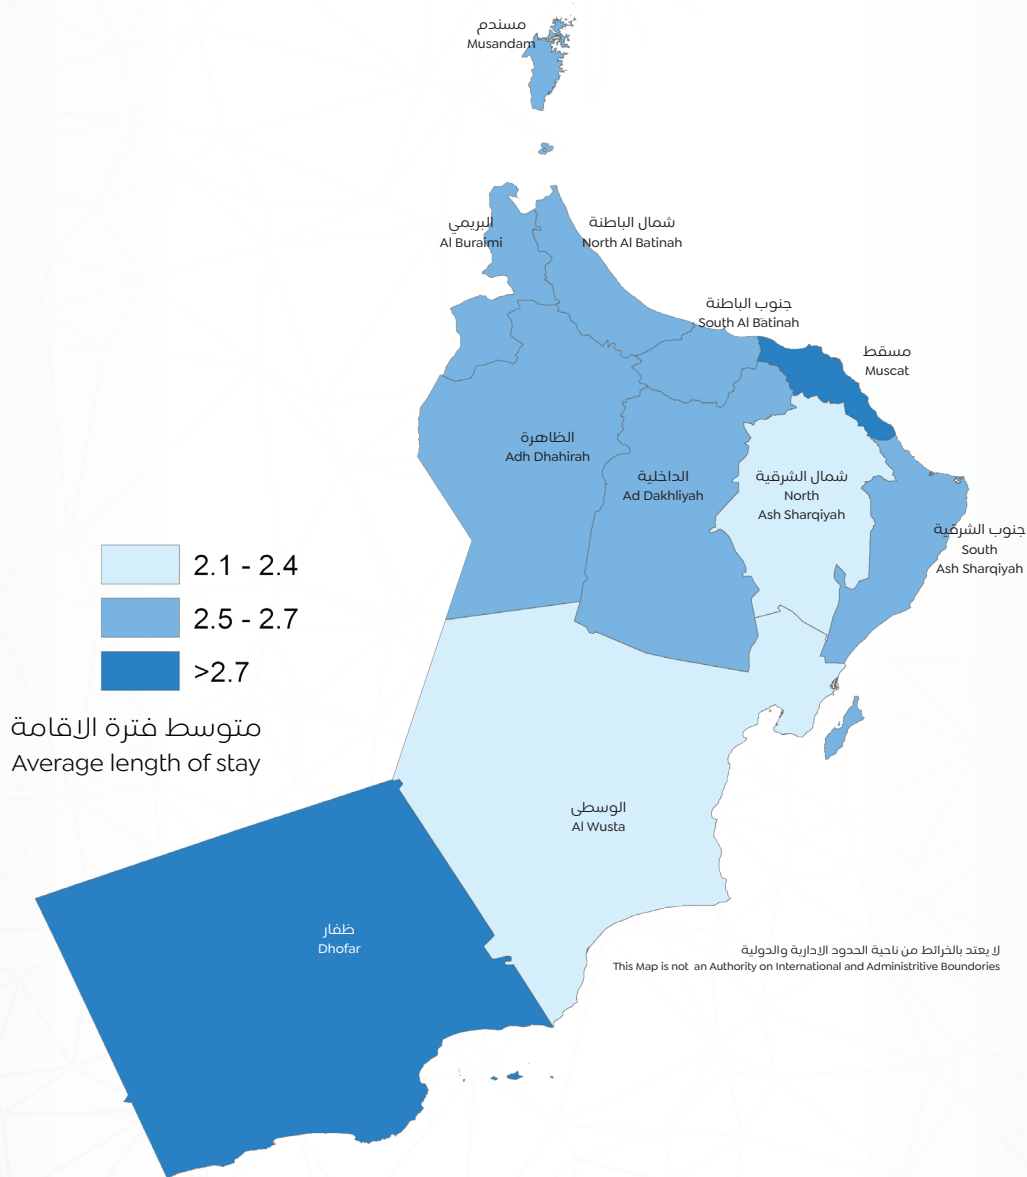 مسندم
Musandam
البريمي
Al Buraimi
شمال الباطنة
North Al Batinah
جنوب الباطنة
South Al Batinah
مسقط
Muscat
الظاهرة
Adh Dhahirah
الداخلية
Ad Dakhliyah
شمال الشرقية
North
Ash Sharqiyah
جنوب الشرقية
South
Ash Sharqiyah
2.1 - 2.4
2.5 - 2.7
>2.7
متوسط فترة الاقامة
Average length of stay
الوسطى
Al Wusta
ظفار
Dhofar
لا يعتد بالخرائط من ناحية الحدود الادارية والدولية
This Map is not an Authority on International and Administritive Boundories